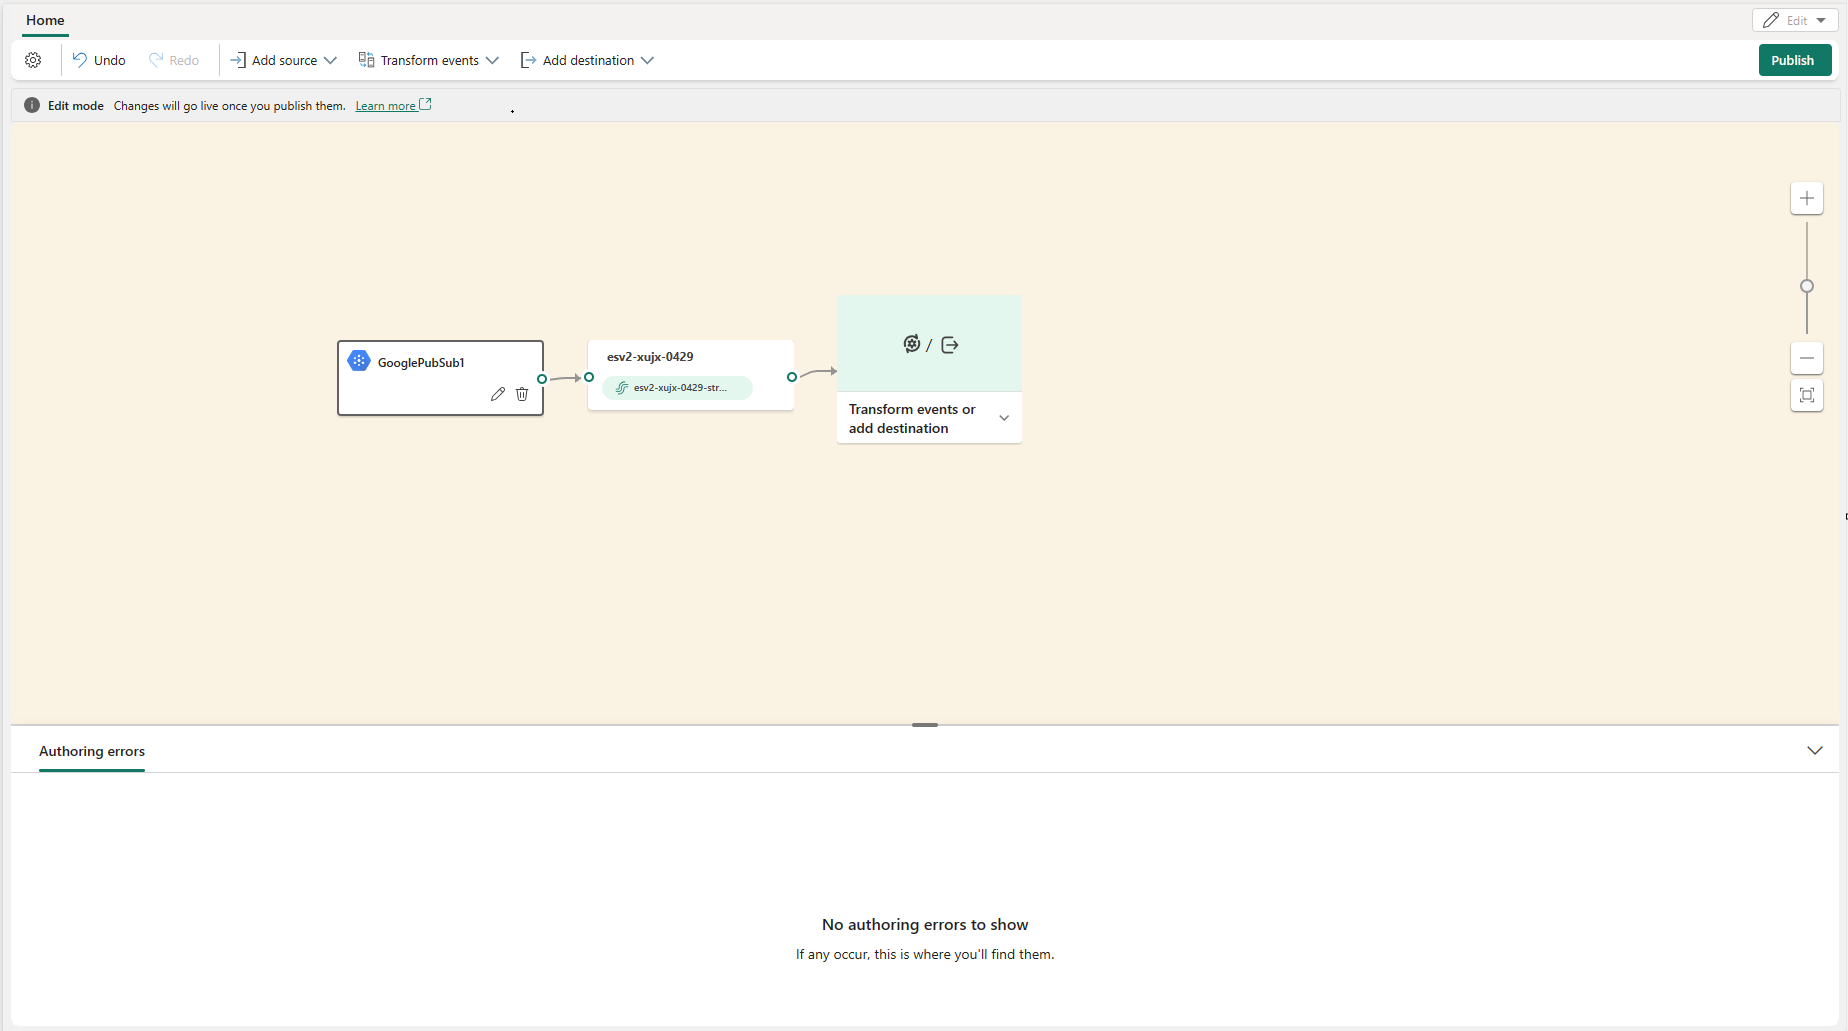 Home
Edit
Undo
Redo
Add source
Transform events
Add destination
Publish
Edit mode Changes will go live once you publish them. Learn more
GooglePubSub1
esv2-xujx-0429
esv2-xujx-0429-str...
/
Transform events or
add destination
Authoring errors
No authoring errors to show
If any occur, this is where you'll find them.